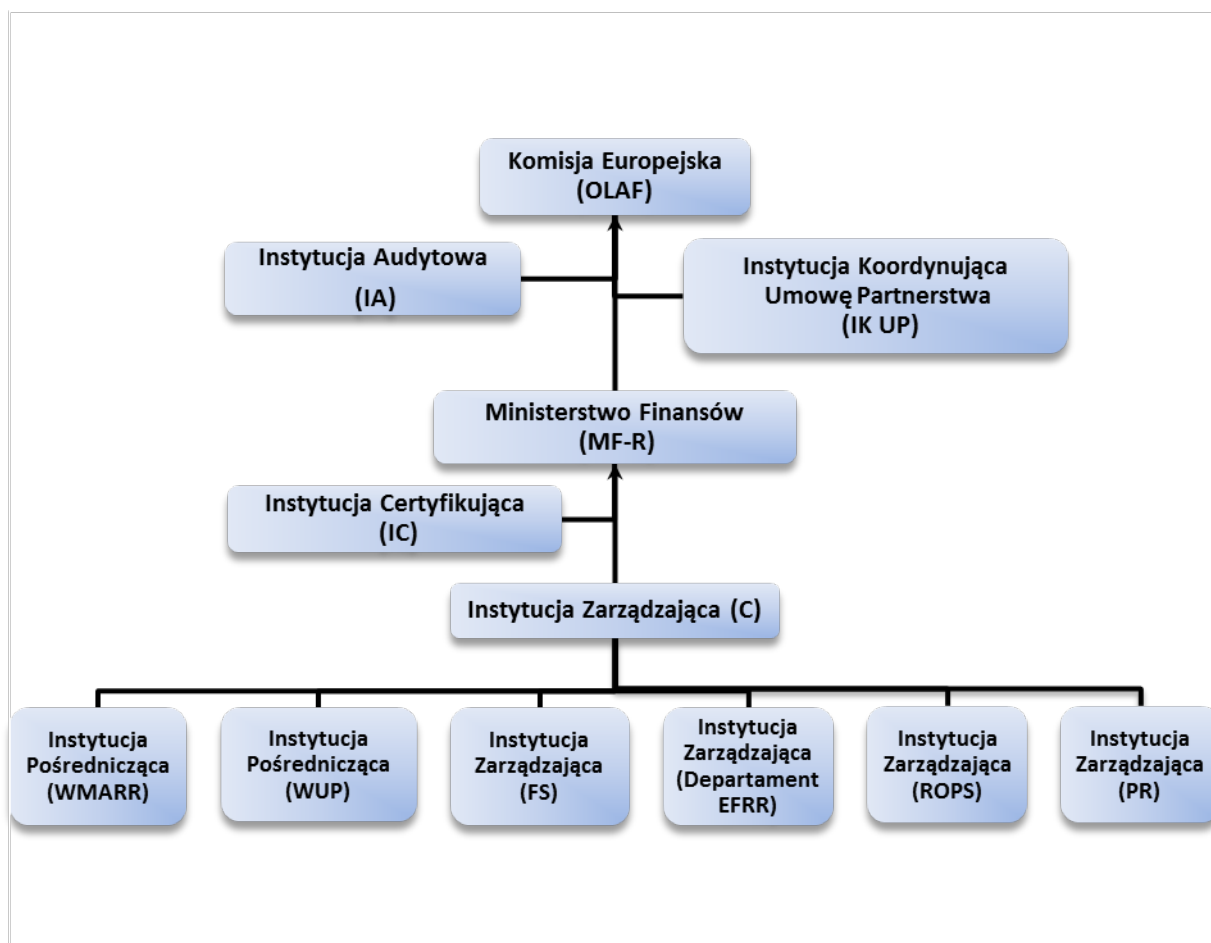 Komisja Europejska
(OLAF)
Instytucja Audytowa
(IA)
Instytucja Koordynująca
Umowę Partnerstwa
(IK UP)
Ministerstwo Finansów
(MF-R)
Instytucja Certyfikująca
(IC)
Instytucja Zarządzająca (C)
Instytucja
Pośrednicząca
(WMARR)
Instytucja
Pośrednicząca
(WUP)
Instytucja
Zarządzająca
(FS)
Instytucja
Zarządzająca
(Departament
EFRR)
Instytucja
Zarządzająca
(ROPS)
Instytucja
Zarządzająca
(PR)